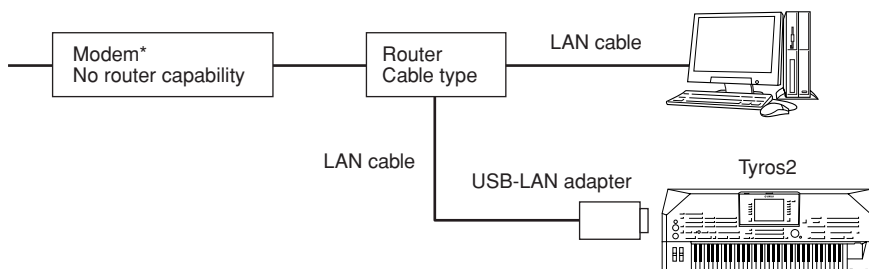 Modem*
No router capability
Router
Cable type
LAN cable
LAN cable
USB-LAN adapter
Tyros2